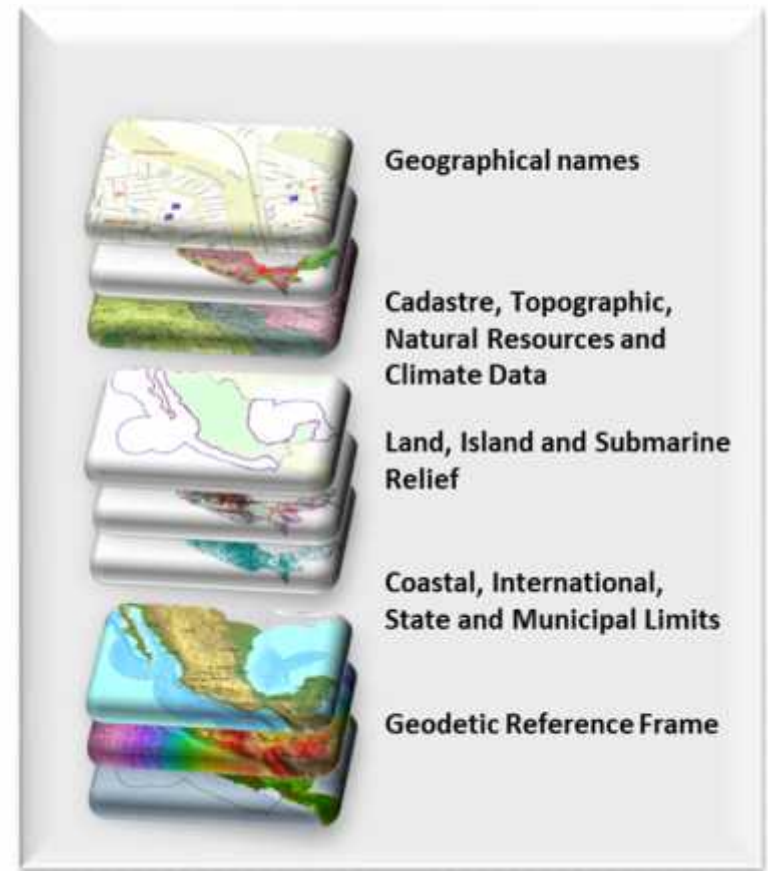 Geographical names
Cadastre, Topographic,
Natural Resources and
Climate Data
Land, Island and Submarine
Relief
Coastal, International,
State and Municipal Limits
Geodetic Reference Frame